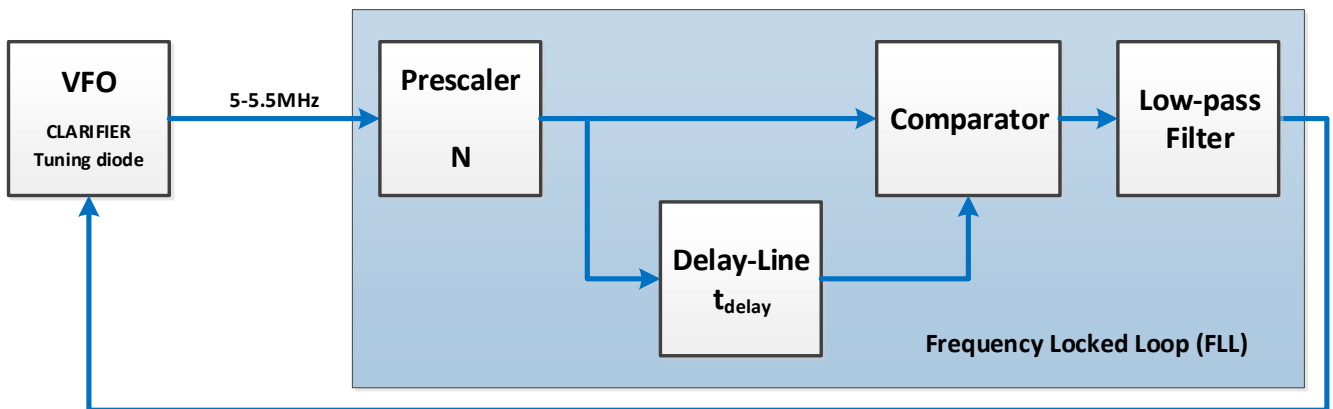 VFO
CLARIFIER
Tuning diode
5-5.5MHz
Prescaler
N
Comparator
Low-pass
Filter
Delay-Line
tdelay
Frequency Locked Loop (FLL)